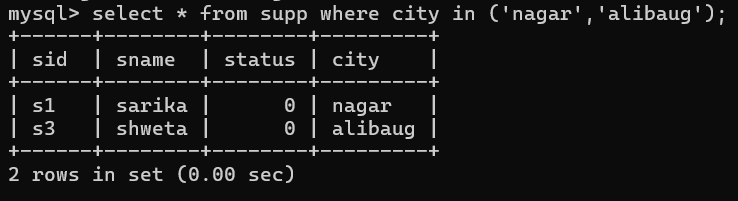 mysql> select * from supp where city in ('nagar','alibaug');
+------+--------+--------+---------+
| sid  | sname  | status | city    |
+------+--------+--------+---------+
| s1   | sarika |      0 | nagar   |
| s3   | shweta |      0 | alibaug |
+------+--------+--------+---------+
2 rows in set (0.00 sec)